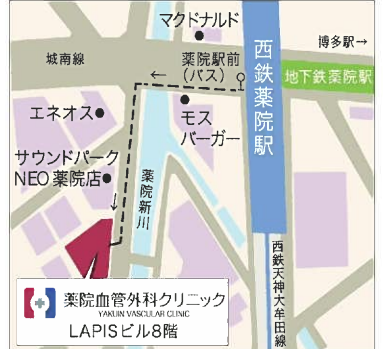 マクドナルド
城南線
薬院駅前
(バス)
←
博多駅→
地下鉄薬院駅
西鉄薬院駅
エネオス
モス
バーガー
サウンドパーク
NEO薬院店
↓
薬院新川
西鉄天神大牟田線
薬院血管外科クリニック
YAKUIN VASCULAR CLINIC
LAPISビル8階